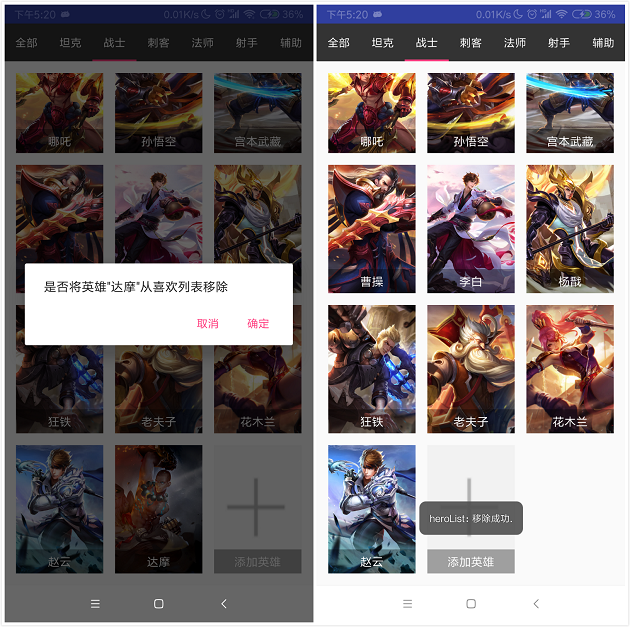 下午5:20
0.01K/s 36%
全部 坦克 战士 刺客 法师 射手 辅助
哪吒 孙悟空 宫本武藏
是否将英雄"达摩"从喜欢列表移除
取消 确定
狂铁 老夫子 花木兰
赵云 达摩 添加英雄
下午5:20
0.01K/s 36%
全部 坦克 战士 刺客 法师 射手 辅助
哪吒 孙悟空 宫本武藏
曹操 李白 杨戬
狂铁 老夫子 花木兰
heroList: 移除成功.
赵云 添加英雄